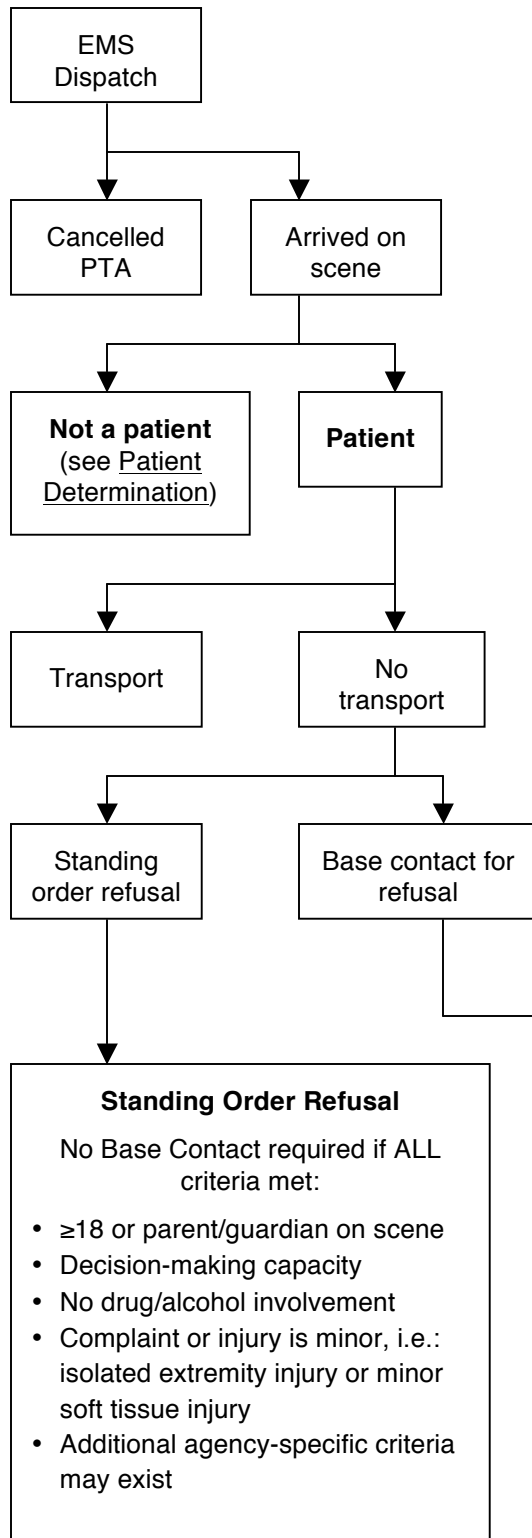 EMS
Dispatch
Cancelled
PTA
Arrived on
scene
Not a patient
(see Patient
Determination)
Patient
Transport
No
transport
Standing
order refusal
Base contact for
refusal
Standing Order Refusal
No Base Contact required if ALL
criteria met:
• ≥18 or parent/guardian on scene
• Decision-making capacity
• No drug/alcohol involvement
• Complaint or injury is minor, i.e.:
isolated extremity injury or minor
soft tissue injury
• Additional agency-specific criteria
may exist